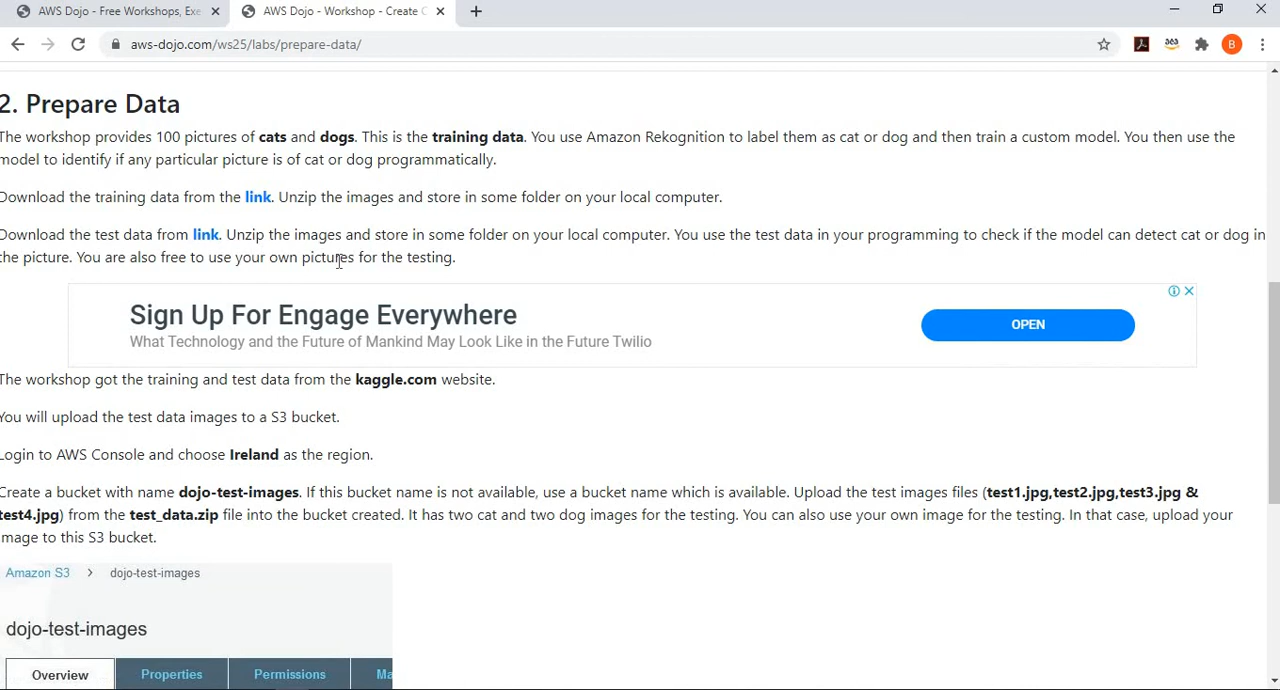 AWS Dojo - Free Workshops, Exe
AWS Dojo - Workshop - Create C
aws-dojo.com/ws25/labs/prepare-data/
B
2. Prepare Data
The workshop provides 100 pictures of cats and dogs. This is the training data. You use Amazon Rekognition to label them as cat or dog and then train a custom model. You then use the
model to identify if any particular picture is of cat or dog programmatically.
Download the training data from the link. Unzip the images and store in some folder on your local computer.
Download the test data from link. Unzip the images and store in some folder on your local computer. You use the test data in your programming to check if the model can detect cat or dog in
the picture. You are also free to use your own pictures for the testing.
Sign Up For Engage Everywhere
What Technology and the Future of Mankind May Look Like in the Future Twilio
OPEN
The workshop got the training and test data from the kaggle.com website.
You will upload the test data images to a S3 bucket.
Login to AWS Console and choose Ireland as the region.
Create a bucket with name dojo-test-images. If this bucket name is not available, use a bucket name which is available. Upload the test images files (test1.jpg,test2.jpg,test3.jpg &
test4.jpg) from the test_data.zip file into the bucket created. It has two cat and two dog images for the testing. You can also use your own image for the testing. In that case, upload your
image to this S3 bucket.
Amazon S3 > dojo-test-images
dojo-test-images
Overview Properties Permissions Ma